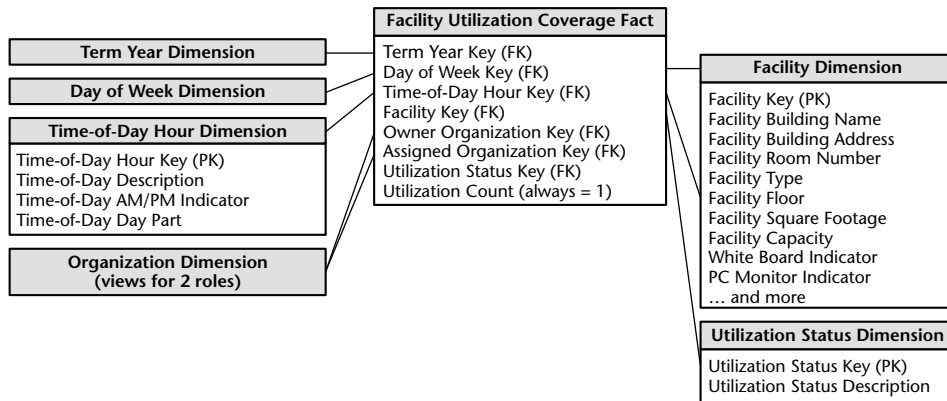 Term Year Dimension
Day of Week Dimension
Time-of-Day Hour Dimension
Time-of-Day Hour Key (PK)
Time-of-Day Description
Time-of-Day AM/PM Indicator
Time-of-Day Day Part
Organization Dimension
(views for 2 roles)
Facility Utilization Coverage Fact
Term Year Key (FK)
Day of Week Key (FK)
Time-of-Day Hour Key (FK)
Facility Key (FK)
Owner Organization Key (FK)
Assigned Organization Key (FK)
Utilization Status Key (FK)
Utilization Count (always = 1)
Facility Dimension
Facility Key (PK)
Facility Building Name
Facility Building Address
Facility Room Number
Facility Type
Facility Floor
Facility Square Footage
Facility Capacity
White Board Indicator
PC Monitor Indicator
... and more
Utilization Status Dimension
Utilization Status Key (PK)
Utilization Status Description